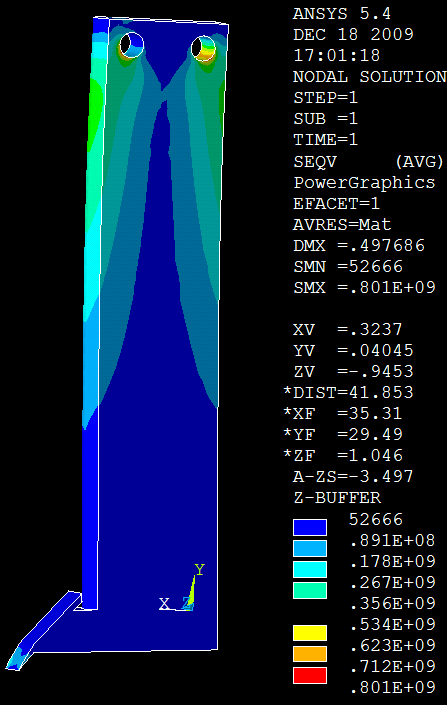 ANSYS 5.4
DEC 18 2009
17:01:18
NODAL SOLUTION
STEP=1
SUB =1
TIME=1
SEQV (AVG)
PowerGraphics
EFACET=1
AVRES=Mat
DMX =.497686
SMN =52666
SMX =.801E+09
XV =.3237
YV =.04045
ZV =-.9453
*DIST=41.853
*XF =35.31
*YF =29.49
*ZF =1.046
A-ZS=-3.497
Z-BUFFER
52666
.891E+08
.178E+09
.267E+09
.356E+09
.534E+09
.623E+09
.712E+09
.801E+09
Y
X
Z